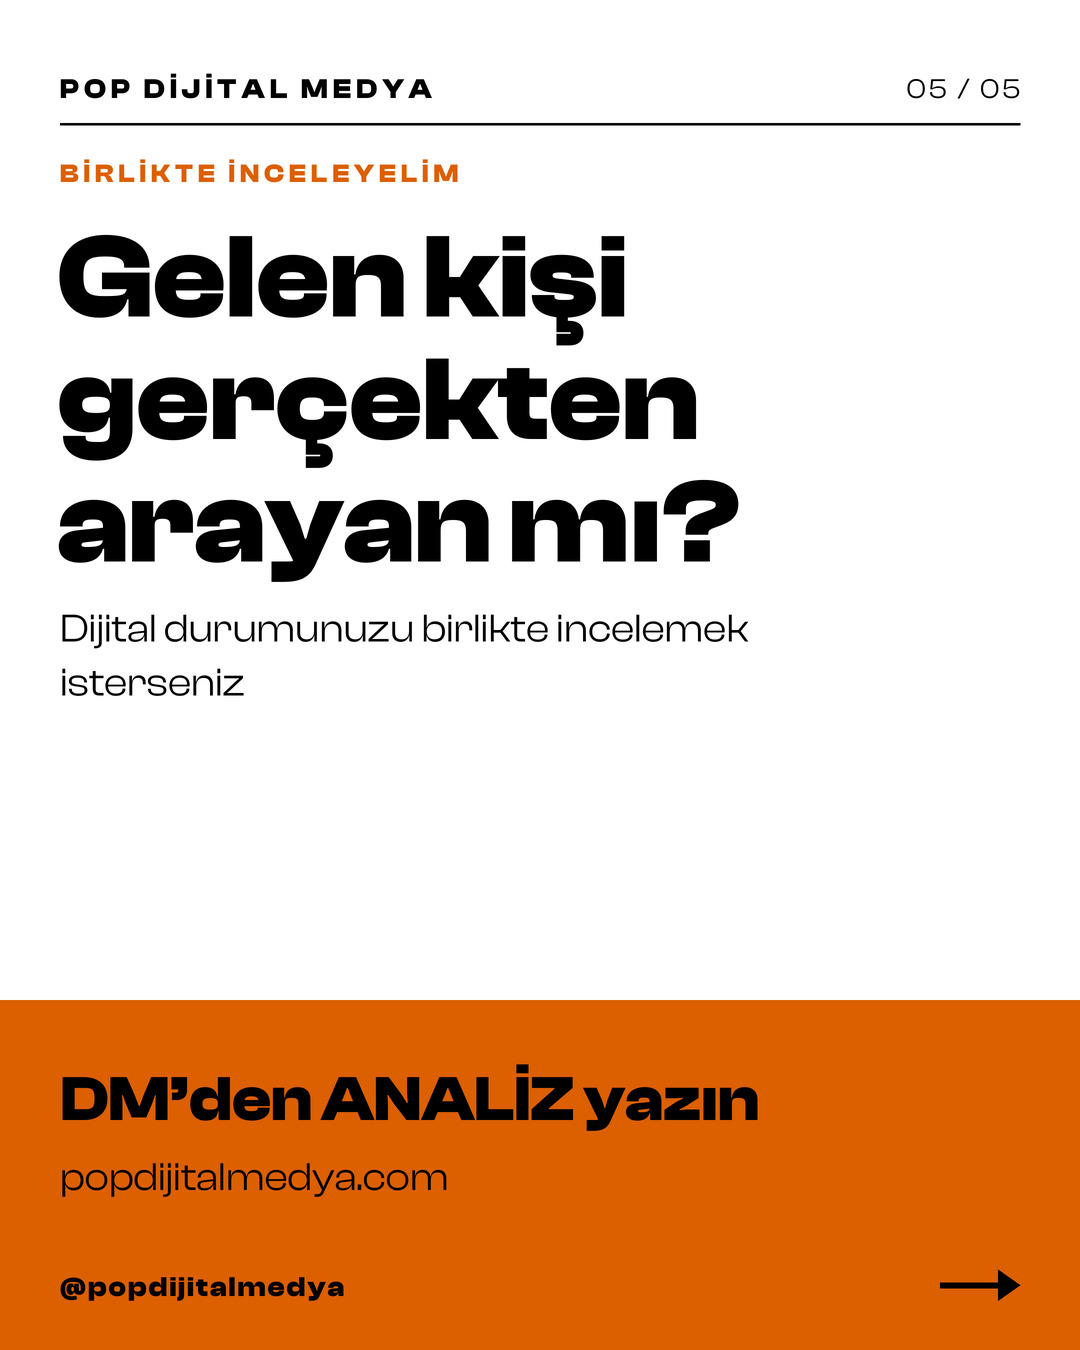 POP DİJİTAL MEDYA
05 / 05
BİRLİKTE İNCELEYELİM
Gelen kişi
gerçekten
arayan mı?
Dijital durumunuzu birlikte incelemek
isterseniz
DM’den ANALİZ yazın
popdijitalmedya.com
@popdijitalmedya